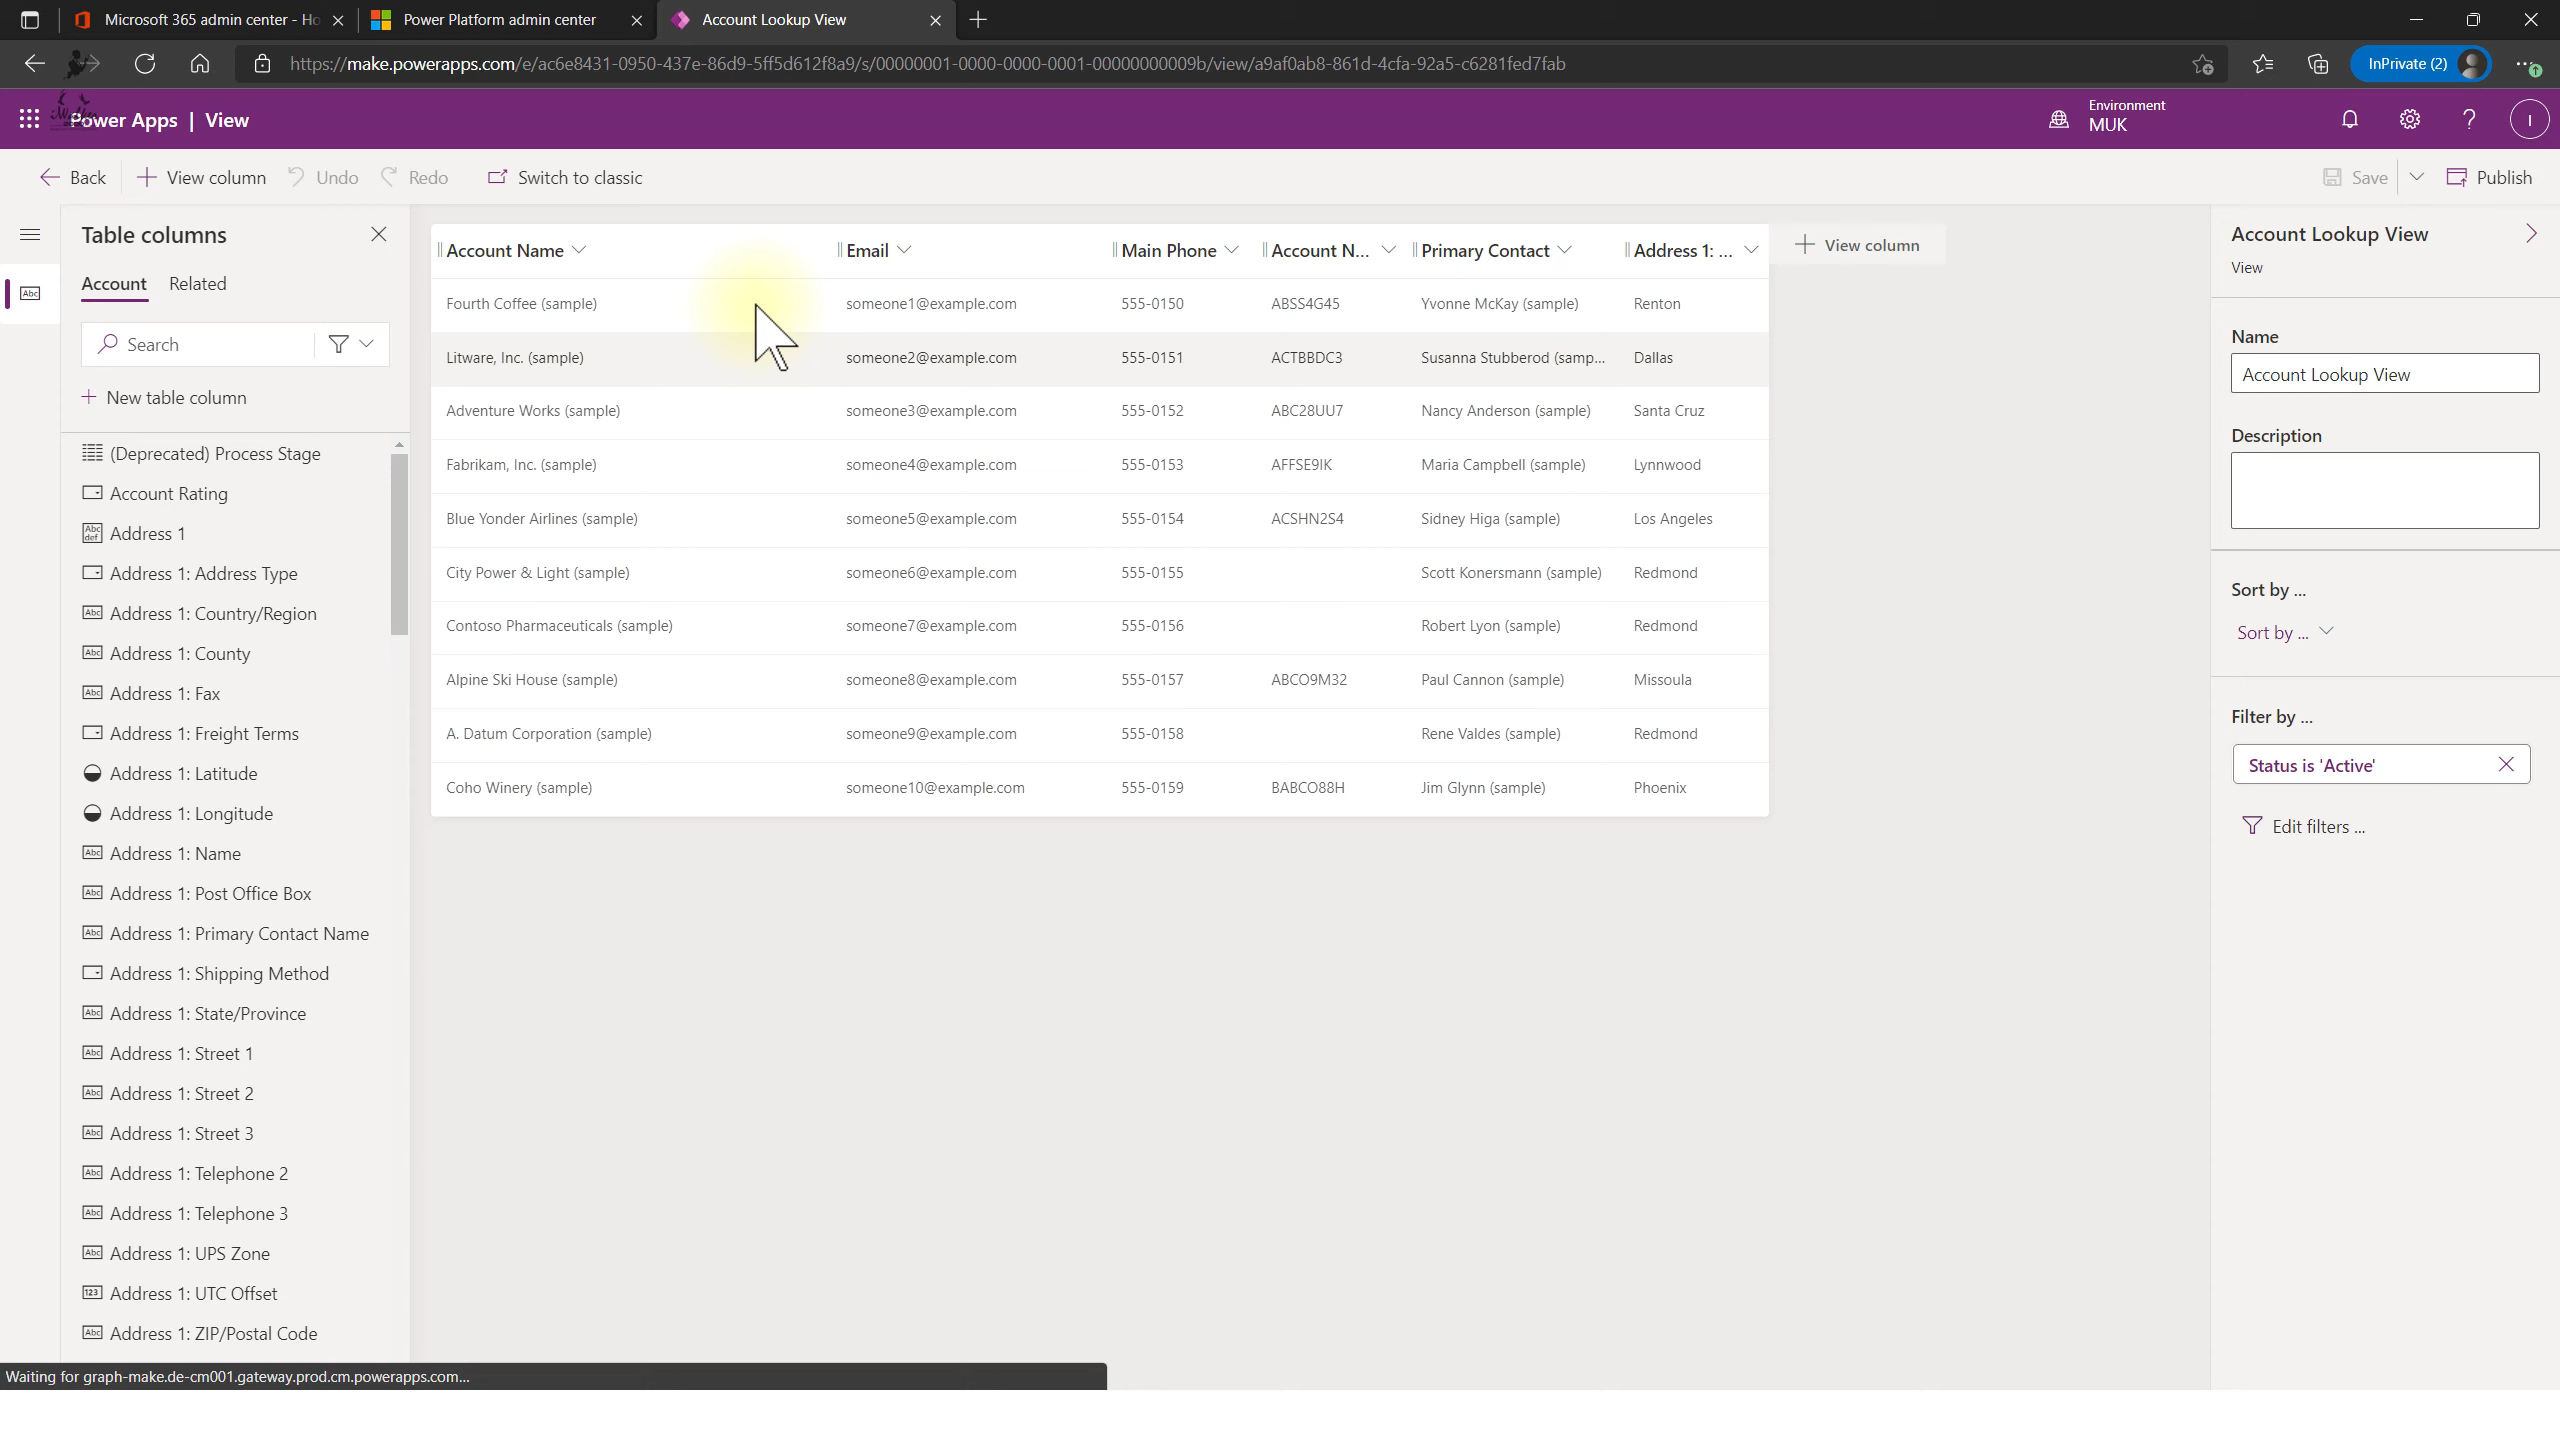 Microsoft 365 admin center - Ho
Power Platform admin center
Account Lookup View
https://make.powerapps.com/e/ac6e8431-0950-437e-86d9-5ff5d612f8a9/s/00000001-0000-0000-0001-00000000009b/view/a9af0ab8-861d-4cfa-92a5-c6281fed7fab
InPrivate (2)
Power Apps | View
Environment
MUK
I
Back
View column
Undo
Redo
Switch to classic
Save
Publish
Table columns
Account
Related
Search
New table column
(Deprecated) Process Stage
Account Rating
Address 1
Address 1: Address Type
Address 1: Country/Region
Address 1: County
Address 1: Fax
Address 1: Freight Terms
Address 1: Latitude
Address 1: Longitude
Address 1: Name
Address 1: Post Office Box
Address 1: Primary Contact Name
Address 1: Shipping Method
Address 1: State/Province
Address 1: Street 1
Address 1: Street 2
Address 1: Street 3
Address 1: Telephone 2
Address 1: Telephone 3
Address 1: UPS Zone
Address 1: UTC Offset
Address 1: ZIP/Postal Code
Account Name Email Main Phone Account N... Primary Contact Address 1: ...
View column
Fourth Coffee (sample) someone1@example.com 555-0150 ABSS4G45 Yvonne McKay (sample) Renton
Litware, Inc. (sample) someone2@example.com 555-0151 ACTBBDC3 Susanna Stubberod (samp... Dallas
Adventure Works (sample) someone3@example.com 555-0152 ABC28UU7 Nancy Anderson (sample) Santa Cruz
Fabrikam, Inc. (sample) someone4@example.com 555-0153 AFFSE9IK Maria Campbell (sample) Lynnwood
Blue Yonder Airlines (sample) someone5@example.com 555-0154 ACSHN2S4 Sidney Higa (sample) Los Angeles
City Power & Light (sample) someone6@example.com 555-0155 Scott Konersmann (sample) Redmond
Contoso Pharmaceuticals (sample) someone7@example.com 555-0156 Robert Lyon (sample) Redmond
Alpine Ski House (sample) someone8@example.com 555-0157 ABCO9M32 Paul Cannon (sample) Missoula
A. Datum Corporation (sample) someone9@example.com 555-0158 Rene Valdes (sample) Redmond
Coho Winery (sample) someone10@example.com 555-0159 BABCO88H Jim Glynn (sample) Phoenix
Account Lookup View
View
Name
Account Lookup View
Description
Sort by ...
Sort by ...
Filter by ...
Status is 'Active'
Edit filters ...
Waiting for graph-make.de-cm001.gateway.prod.cm.powerapps.com...